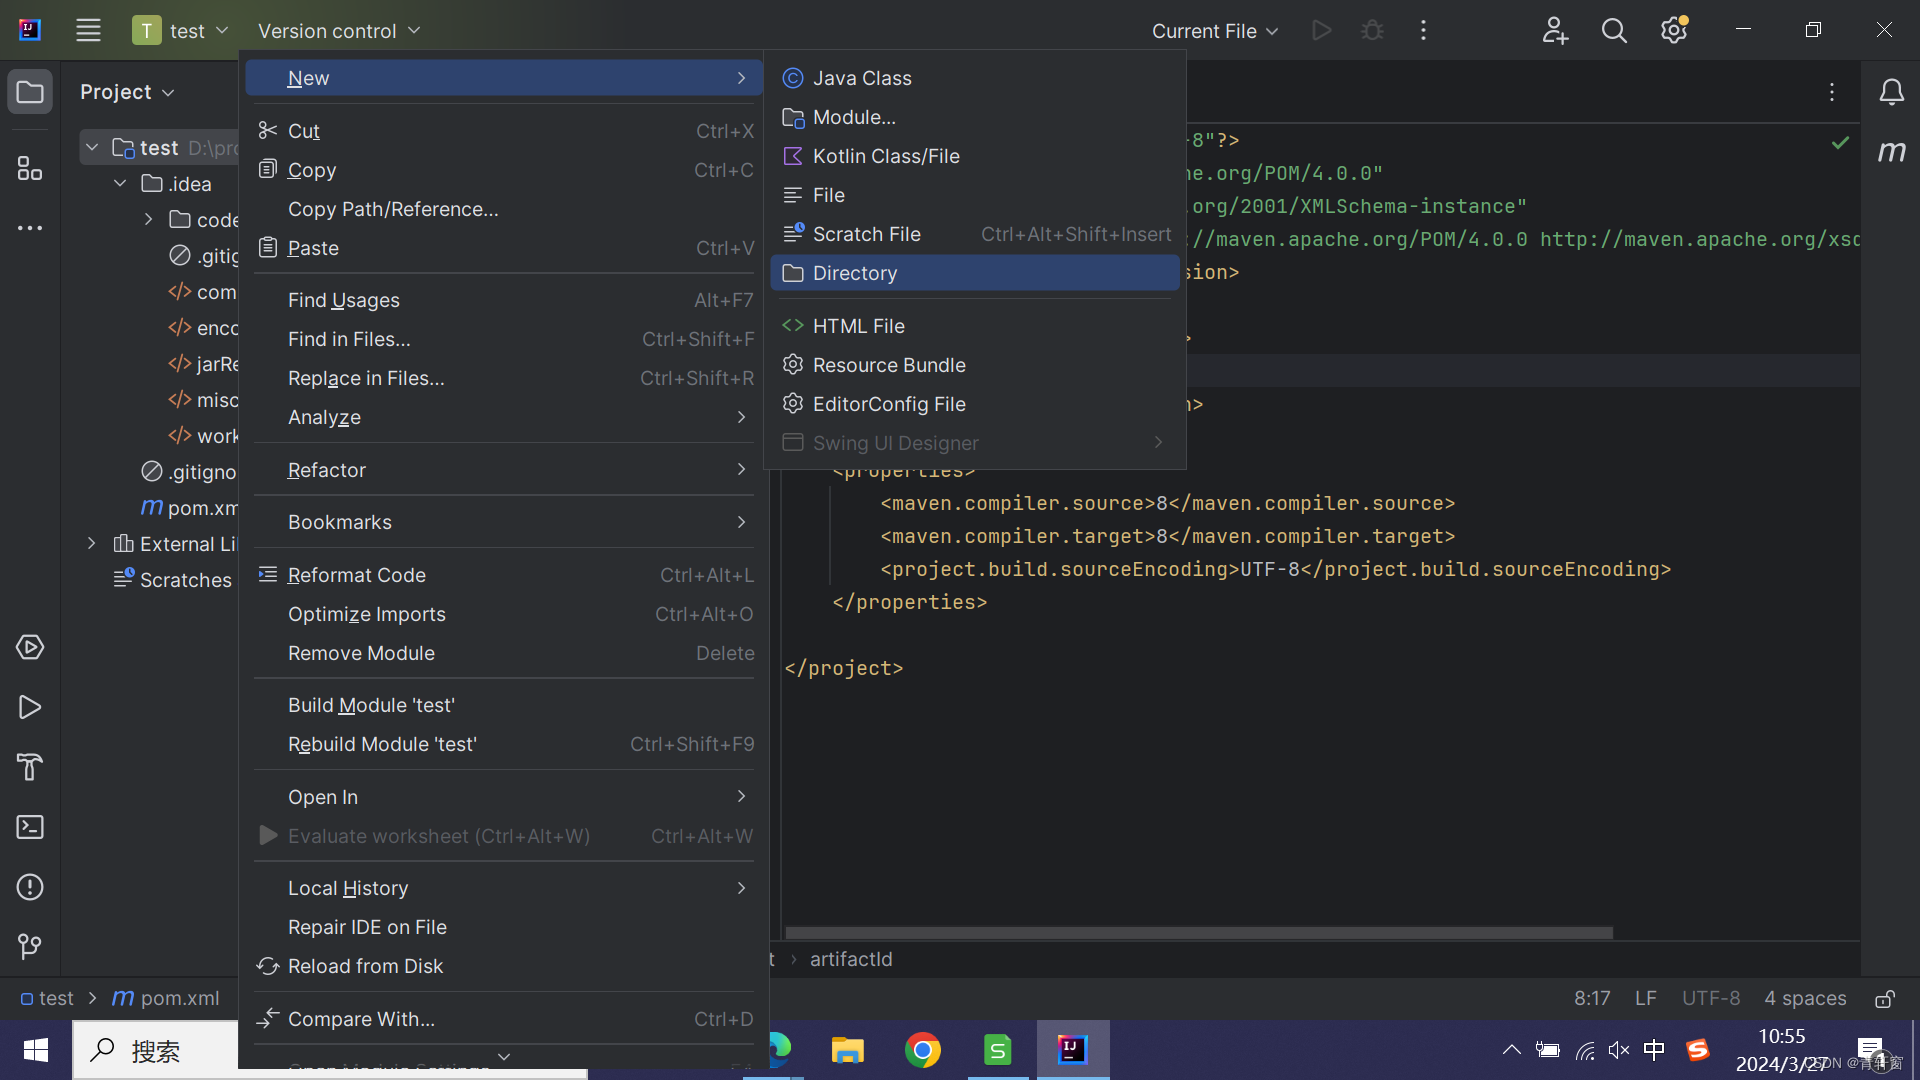 T test Version control Current File
Project
test D:\pro
.idea
code
.gitig
com
enco
jarRe
misc
work
.gitigno
m pom.xm
External Li
Scratches
New
Cut Ctrl+X
Copy Ctrl+C
Copy Path/Reference...
Paste Ctrl+V
Find Usages Alt+F7
Find in Files... Ctrl+Shift+F
Replace in Files... Ctrl+Shift+R
Analyze
Refactor
Bookmarks
Reformat Code Ctrl+Alt+L
Optimize Imports Ctrl+Alt+O
Remove Module Delete
Build Module 'test'
Rebuild Module 'test' Ctrl+Shift+F9
Open In
Evaluate worksheet (Ctrl+Alt+W) Ctrl+Alt+W
Local History
Repair IDE on File
Reload from Disk
Compare With... Ctrl+D
Java Class
Module...
Kotlin Class/File
File
Scratch File Ctrl+Alt+Shift+Insert
Directory
HTML File
Resource Bundle
EditorConfig File
Swing UI Designer
-8"?>
he.org/POM/4.0.0"
.org/2001/XMLSchema-instance"
://maven.apache.org/POM/4.0.0 http://maven.apache.org/xsd
sion>
>
n>
<properties>
<maven.compiler.source>8</maven.compiler.source>
<maven.compiler.target>8</maven.compiler.target>
<project.build.sourceEncoding>UTF-8</project.build.sourceEncoding>
</properties>
</project>
t › artifactId
m
test > m pom.xml 8:17 LF UTF-8 4 spaces
搜索
S
IJ
中
S
10:55
2024/3/27
CSDN @青轩窗